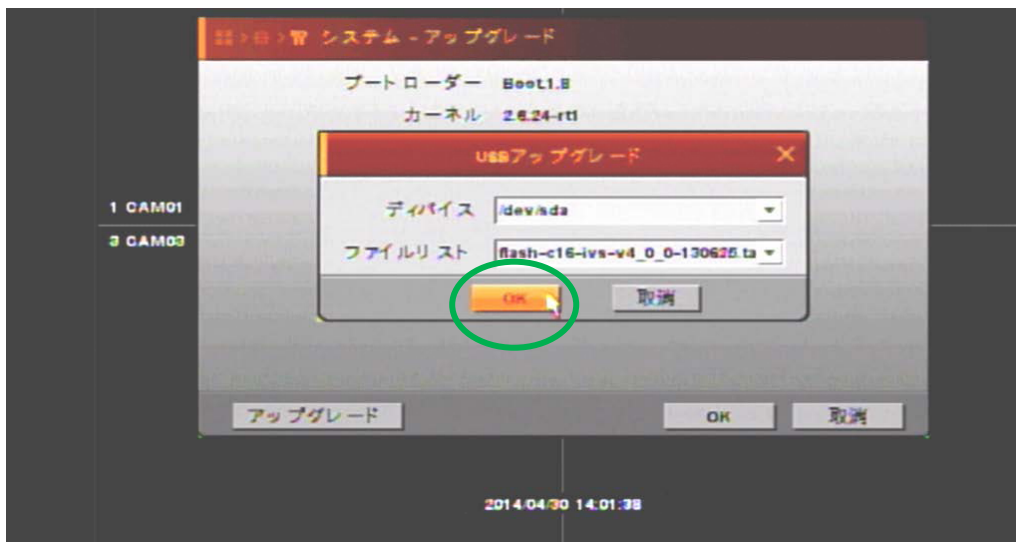 システム - アップグレード
ブートローダー Boot1.8
カーネル 2.6.24-rt1
USBアップグレード
1 CAM01
ディバイス /dev/sda
3 CAM03
ファイルリスト flash-c16-ivs-v4_0_0-130625.ta
OK 取消
アップグレード OK 取消
2014/04/30 14:01:38